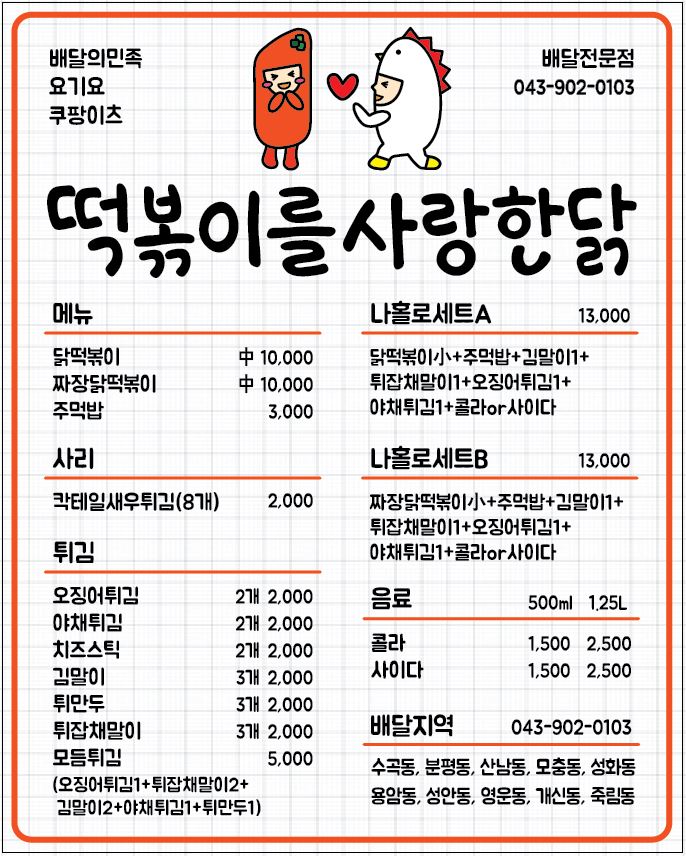 배달의민족
요기요
쿠팡이츠
배달전문점
043-902-0103
떡볶이를사랑한닭
메뉴
닭떡볶이 中 10,000
짜장닭떡볶이 中 10,000
주먹밥 3,000
사리
칵테일새우튀김(8개) 2,000
튀김
오징어튀김 2개 2,000
야채튀김 2개 2,000
치즈스틱 2개 2,000
김말이 3개 2,000
튀만두 3개 2,000
튀잡채말이 3개 2,000
모듬튀김 5,000
(오징어튀김1+튀잡채말이2+
김말이2+야채튀김1+튀만두1)
나홀로세트A 13,000
닭떡볶이小+주먹밥+김말이1+
튀잡채말이1+오징어튀김1+
야채튀김1+콜라or사이다
나홀로세트B 13,000
짜장닭떡볶이小+주먹밥+김말이1+
튀잡채말이1+오징어튀김1+
야채튀김1+콜라or사이다
음료 500ml 1.25L
콜라 1,500 2,500
사이다 1,500 2,500
배달지역 043-902-0103
수곡동, 분평동, 산남동, 모충동, 성화동
용암동, 성안동, 영운동, 개신동, 죽림동